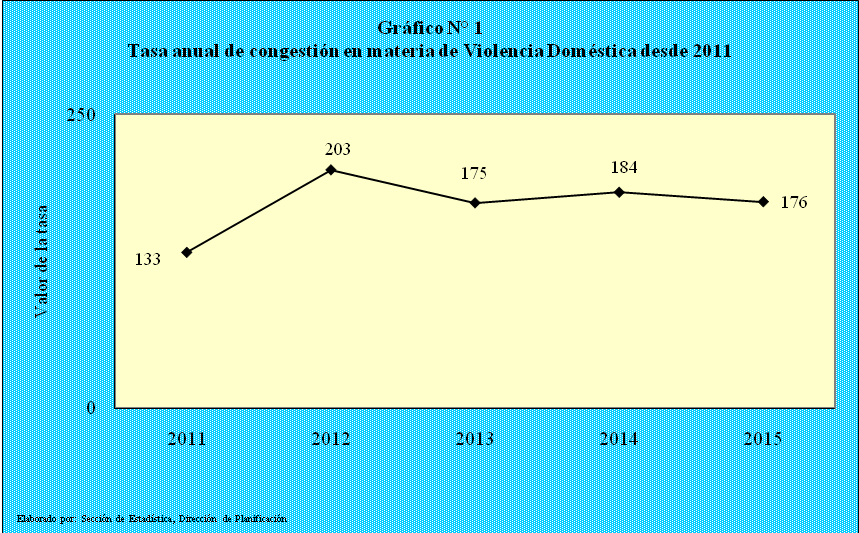 Gráfico N° 1
Tasa anual de congestión en materia de Violencia Doméstica desde 2011
250
203
175
184
176
133
Valor de la tasa
0
2011 2012 2013 2014 2015
Elaborado por: Sección de Estadística, Dirección de Planificación